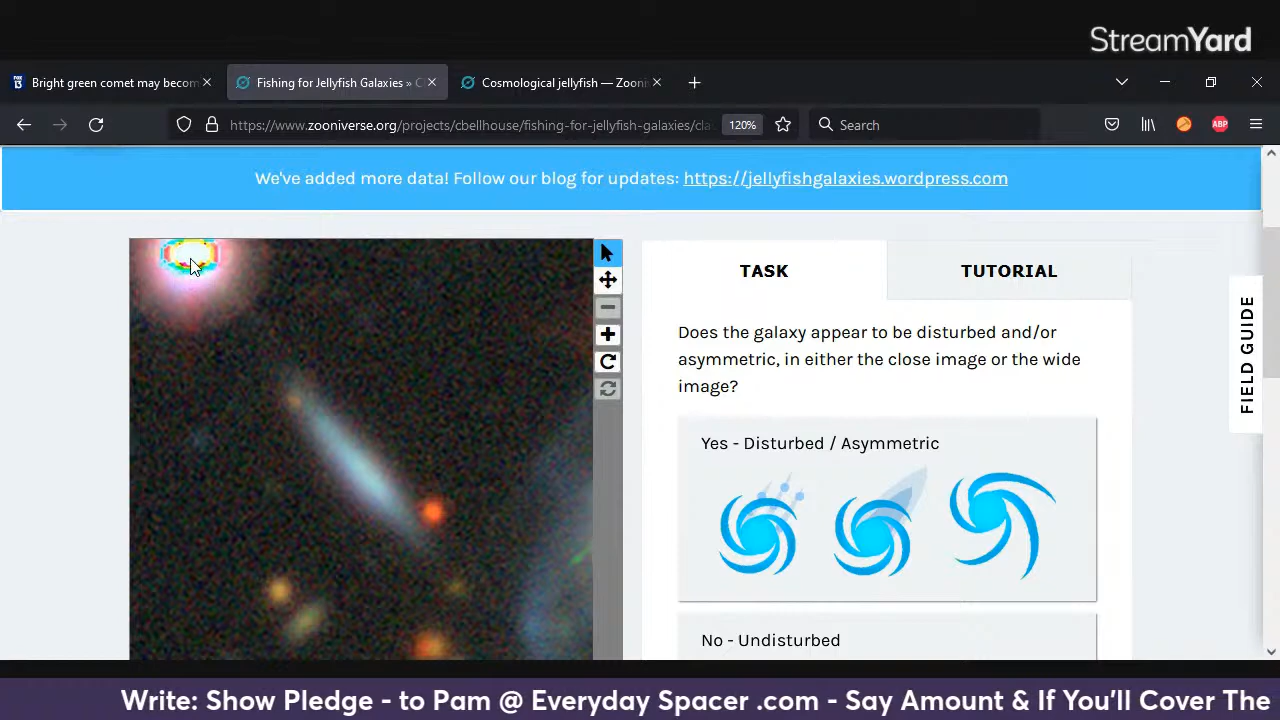 StreamYard
Bright green comet may becom
Fishing for Jellyfish Galaxies » C
Cosmological jellyfish — Zooni
https://www.zooniverse.org/projects/cbellhouse/fishing-for-jellyfish-galaxies/cla
120%
Search
ABP
We've added more data! Follow our blog for updates: https://jellyfishgalaxies.wordpress.com
TASK
TUTORIAL
Does the galaxy appear to be disturbed and/or
asymmetric, in either the close image or the wide
image?
Yes - Disturbed / Asymmetric
No - Undisturbed
FIELD GUIDE
Write: Show Pledge - to Pam @ Everyday Spacer .com - Say Amount & If You'll Cover The